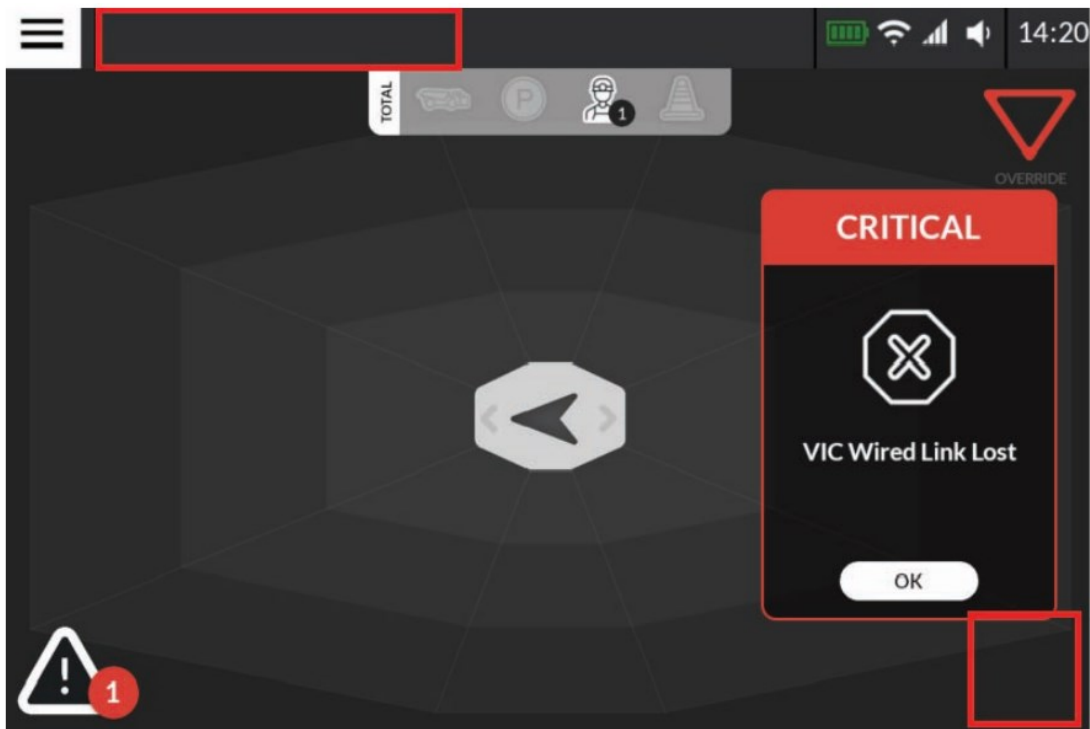 14:20
TOTAL
P
1
OVERRIDE
CRITICAL
VIC Wired Link Lost
OK
!
1